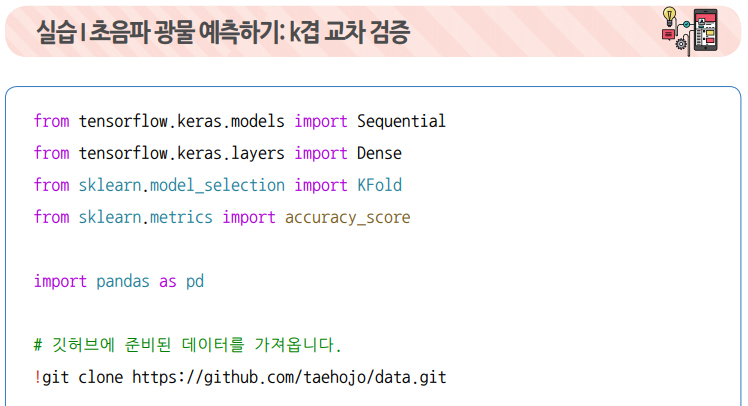 실습 I 초음파 광물 예측하기: k겹 교차 검증
from tensorflow.keras.models import Sequential
from tensorflow.keras.layers import Dense
from sklearn.model_selection import KFold
from sklearn.metrics import accuracy_score
import pandas as pd
# 깃허브에 준비된 데이터를 가져옵니다.
!git clone https://github.com/taehojo/data.git